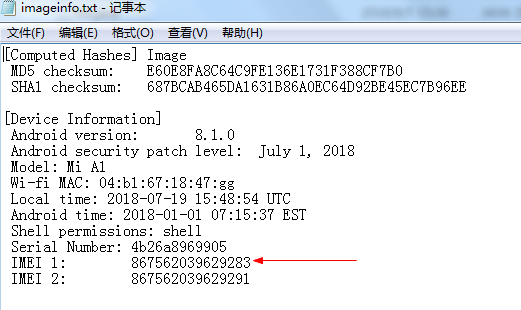 imageinfo.txt - 记事本
文件(F) 编辑(E) 格式(O) 查看(V) 帮助(H)
[Computed Hashes] Image
MD5 checksum: E60E8FA8C64C9FE136E1731F388CF7B0
SHA1 checksum: 687BCAB465DA1631B86A0EC64D92BE45EC7B96EE
[Device Information]
Android version: 8.1.0
Android security patch level: July 1, 2018
Model: Mi A1
Wi-fi MAC: 04:b1:67:18:47:gg
Local time: 2018-07-19 15:48:54 UTC
Android time: 2018-01-01 07:15:37 EST
Shell permissions: shell
Serial Number: 4b26a8969905
IMEI 1: 867562039629283
IMEI 2: 867562039629291